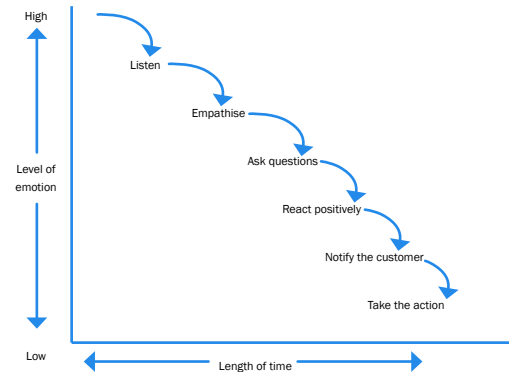 High
Listen
Empathise
Ask questions
Level of
emotion
React positively
Notify the customer
Take the action
Low
Length of time